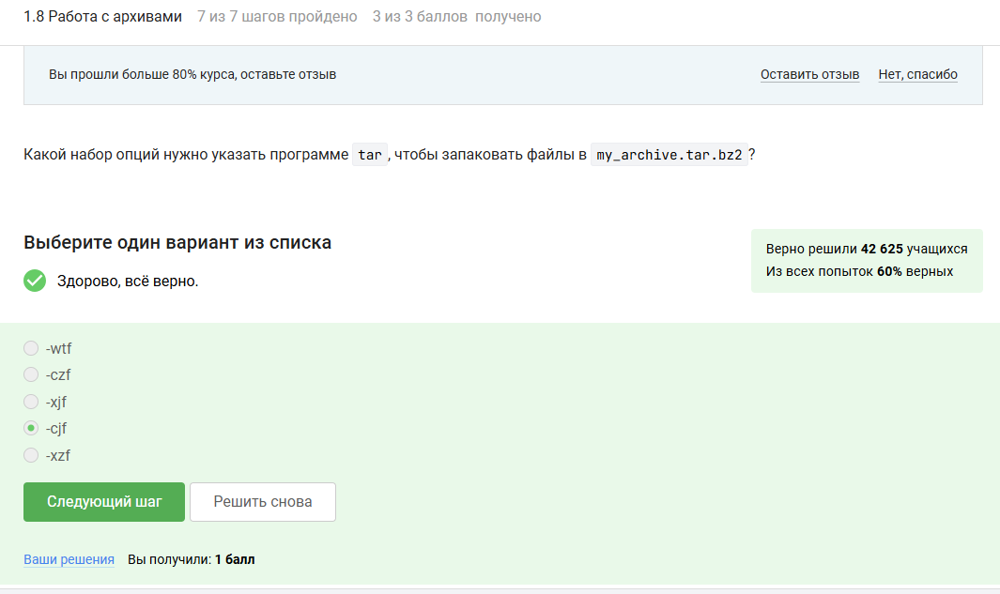 1.8 Работа с архивами 7 из 7 шагов пройдено 3 из 3 баллов получено
Вы прошли больше 80% курса, оставьте отзыв Оставить отзыв Нет, спасибо
Какой набор опций нужно указать программе tar, чтобы запаковать файлы в my_archive.tar.bz2?
Выберите один вариант из списка
Верно решили 42 625 учащихся
Из всех попыток 60% верных
Здорово, всё верно.
-wtf
-czf
-xjf
-cjf
-xzf
Следующий шаг Решить снова
Ваши решения Вы получили: 1 балл